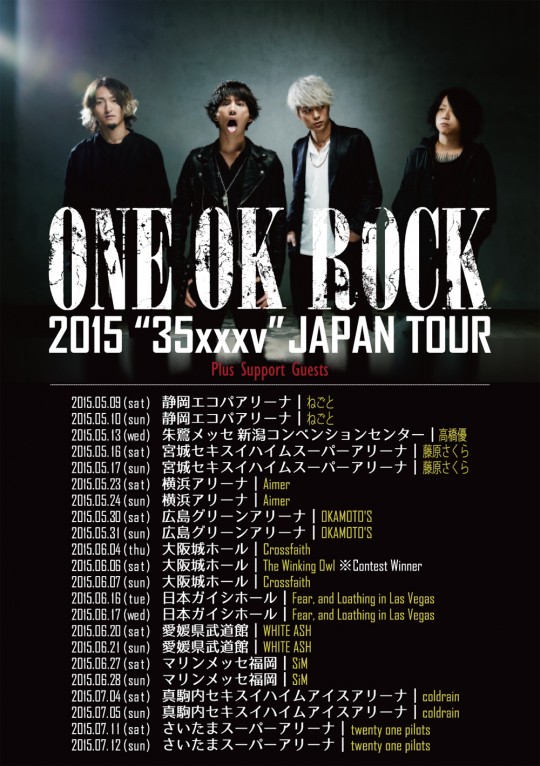 ONE OK ROCK
2015 “35xxxv” JAPAN TOUR
Plus Support Guests
2015.05.09 (sat) 静岡エコパアリーナ | ねごと
2015.05.10 (sun) 静岡エコパアリーナ | ねごと
2015.05.13 (wed) 朱鷺メッセ 新潟コンベンションセンター | 高橋優
2015.05.16 (sat) 宮城セキスイハイムスーパーアリーナ | 藤原さくら
2015.05.17 (sun) 宮城セキスイハイムスーパーアリーナ | 藤原さくら
2015.05.23 (sat) 横浜アリーナ | Aimer
2015.05.24 (sun) 横浜アリーナ | Aimer
2015.05.30 (sat) 広島グリーンアリーナ | OKAMOTO'S
2015.05.31 (sun) 広島グリーンアリーナ | OKAMOTO'S
2015.06.04 (thu) 大阪城ホール | Crossfaith
2015.06.06 (sat) 大阪城ホール | The Winking Owl ※Contest Winner
2015.06.07 (sun) 大阪城ホール | Crossfaith
2015.06.16 (tue) 日本ガイシホール | Fear, and Loathing in Las Vegas
2015.06.17 (wed) 日本ガイシホール | Fear, and Loathing in Las Vegas
2015.06.20 (sat) 愛媛県武道館 | WHITE ASH
2015.06.21 (sun) 愛媛県武道館 | WHITE ASH
2015.06.27 (sat) マリンメッセ福岡 | SiM
2015.06.28 (sun) マリンメッセ福岡 | SiM
2015.07.04 (sat) 真駒内セキスイハイムアイスアリーナ | coldrain
2015.07.05 (sun) 真駒内セキスイハイムアイスアリーナ | coldrain
2015.07.11 (sat) さいたまスーパーアリーナ | twenty one pilots
2015.07.12 (sun) さいたまスーパーアリーナ | twenty one pilots